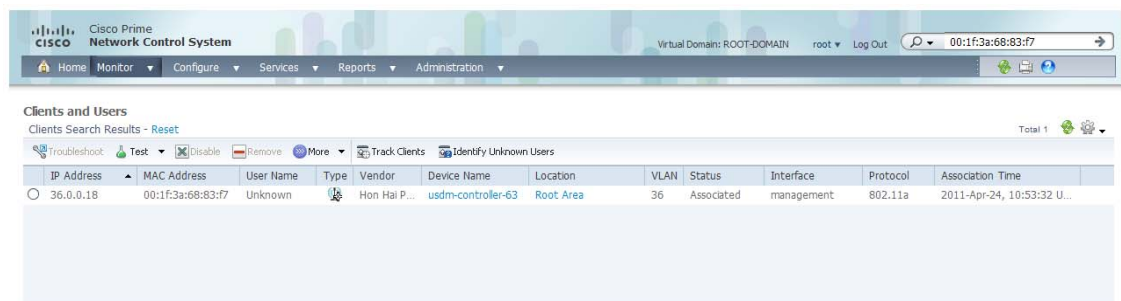 cisco Cisco Prime
Network Control System
Virtual Domain: ROOT-DOMAIN root Log Out 00:1f:3a:68:83:f7
Home Monitor Configure Services Reports Administration
Clients and Users
Clients Search Results - Reset Total 1
Troubleshoot Test Disable Remove More Track Clients Identify Unknown Users
IP Address MAC Address User Name Type Vendor Device Name Location VLAN Status Interface Protocol Association Time
36.0.0.18 00:1f:3a:68:83:f7 Unknown Hon Hai P... usdm-controller-63 Root Area 36 Associated management 802.11a 2011-Apr-24, 10:53:32 U...